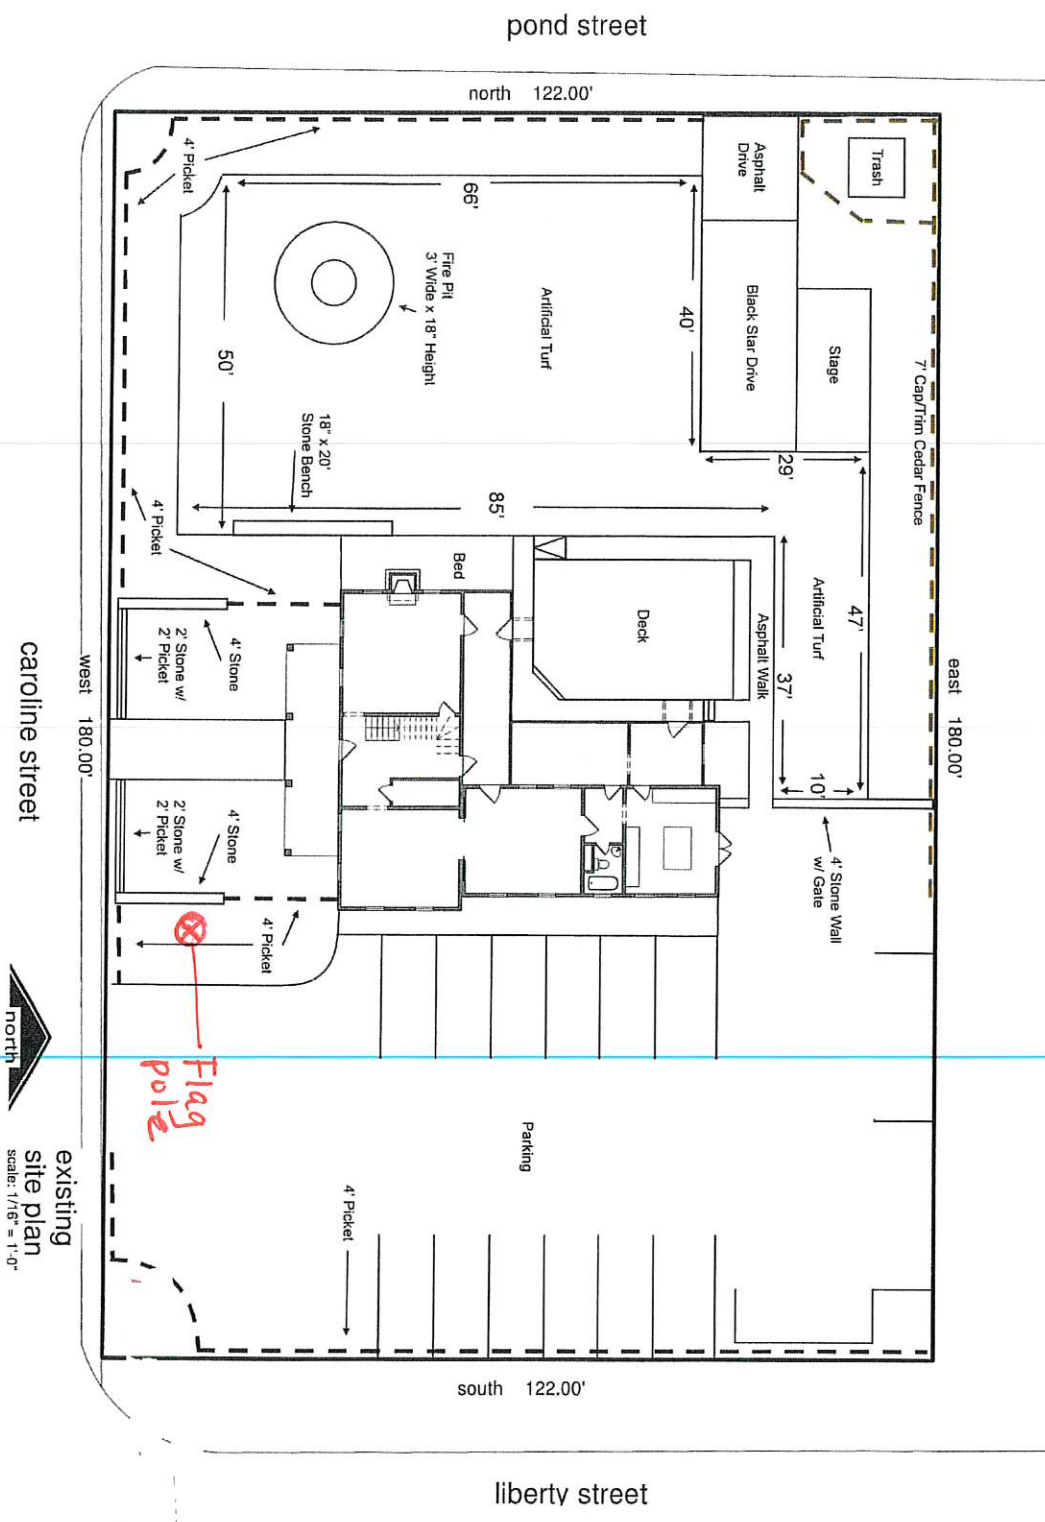 pond street
north 122.00'
4' Picket
66'
Asphalt
Drive
Trash
Fire Pit
3' Wide x 18" Height
Artificial Turf
40'
Black Star Drive
Stage
7' Cap/Trim Cedar Fence
50'
18" x 20'
Stone Bench
29'
85'
4' Picket
Bed
Deck
Asphalt Walk
Artificial Turf
47'
37'
10'
4' Stone
2' Stone w/
2' Picket
west 180.00'
east 180.00'
caroline street
4' Stone
2' Stone w/
2' Picket
4' Stone Wall
w/ Gate
4' Picket
Flag
pole
north
Parking
4' Picket
existing
site plan
scale: 1/16" = 1'-0"
south 122.00'
liberty street